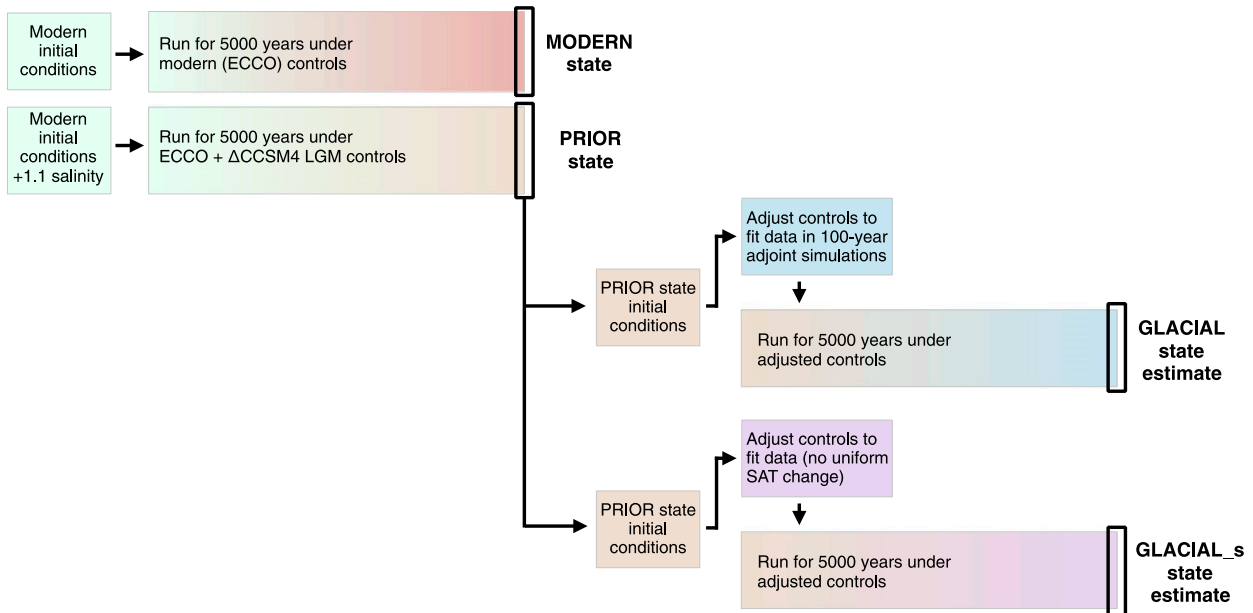 Modern
initial
conditions
Run for 5000 years under
modern (ECCO) controls
MODERN
state
Modern
initial
conditions
+1.1 salinity
Run for 5000 years under
ECCO + ΔCCSM4 LGM controls
PRIOR
state
Adjust controls to
fit data in 100-year
adjoint simulations
PRIOR state
initial
conditions
Run for 5000 years under
adjusted controls
GLACIAL
state
estimate
Adjust controls to
fit data (no uniform
SAT change)
PRIOR state
initial
conditions
Run for 5000 years under
adjusted controls
GLACIAL_s
state
estimate